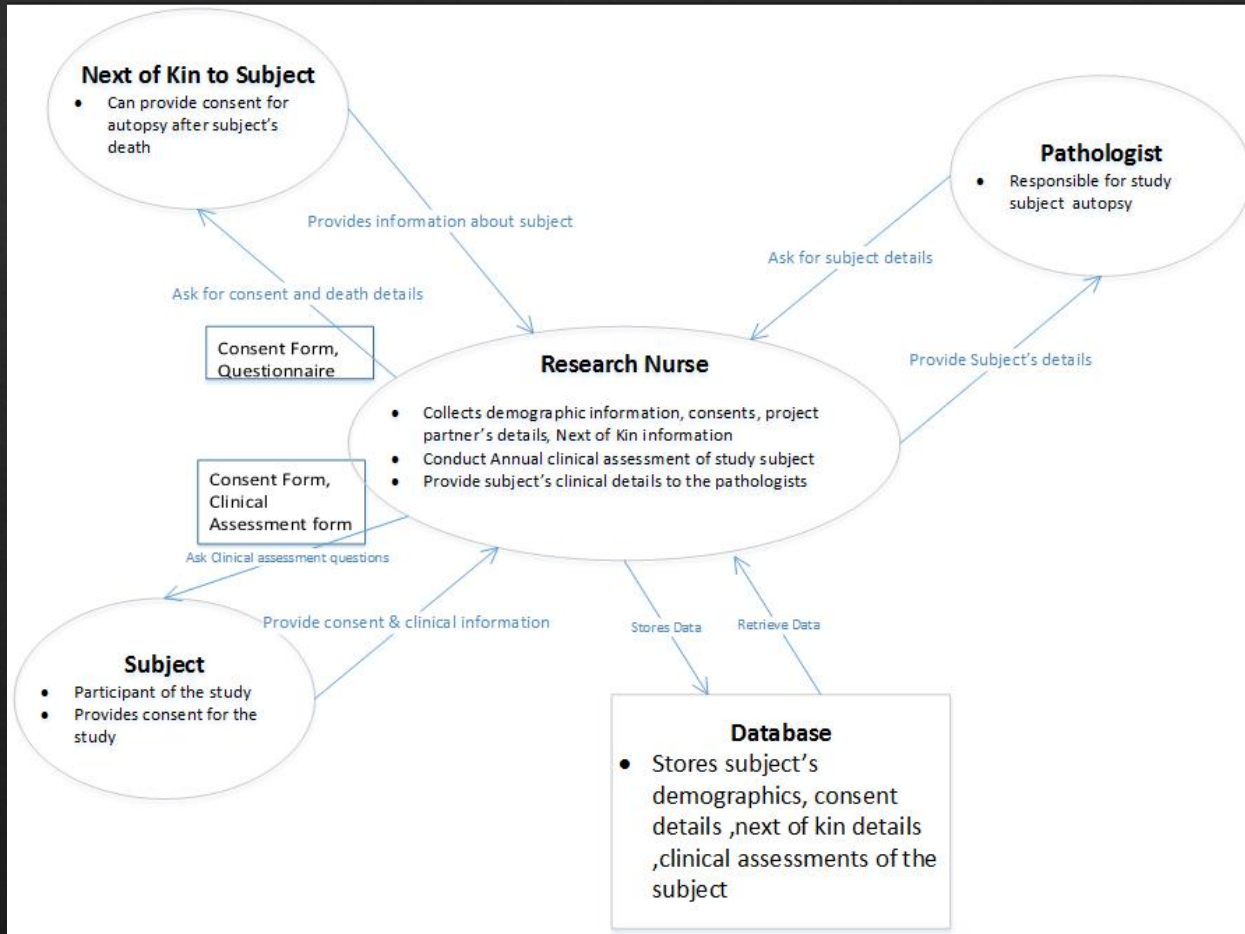 Next of Kin to Subject
• Can provide consent for
autopsy after subject's
death
Pathologist
• Responsible for study
subject autopsy
Provides information about subject
Ask for subject details
Ask for consent and death details
Consent Form,
Questionnaire
Provide Subject's details
Research Nurse
• Collects demographic information, consents, project
partner's details, Next of Kin information
• Conduct Annual clinical assessment of study subject
• Provide subject's clinical details to the pathologists
Consent Form,
Clinical
Assessment form
Ask Clinical assessment questions
Provide consent & clinical information
Stores Data
Retrieve Data
Subject
• Participant of the study
• Provides consent for the
study
Database
• Stores subject's
demographics, consent
details ,next of kin details
,clinical assessments of the
subject